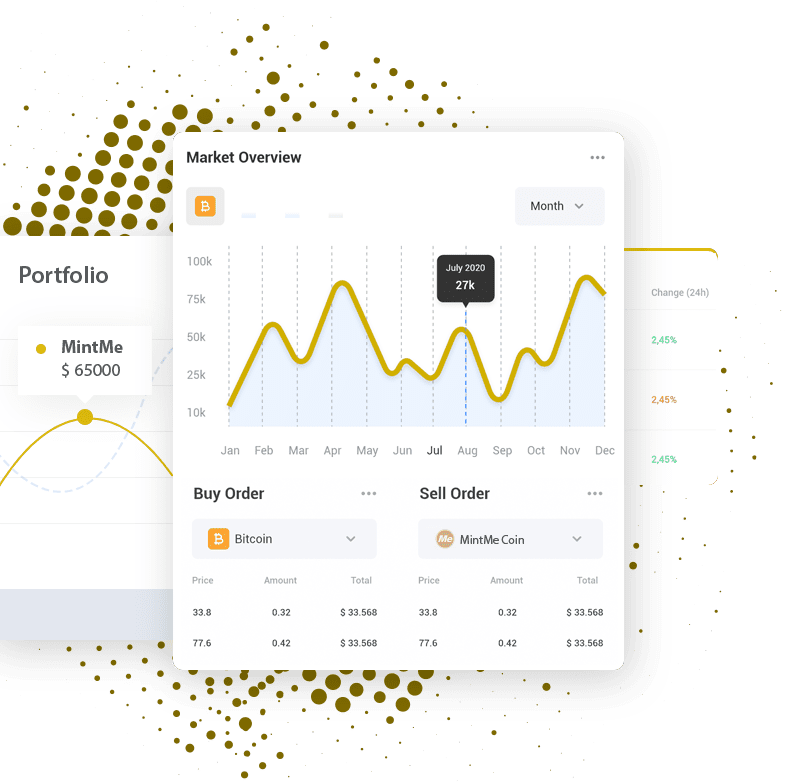 Market Overview
Month
100k
75k
50k
25k
10k
July 2020
27k
Jan Feb Mar Apr May Jun Jul Aug Sep Oct Nov Dec
Portfolio
MintMe
$ 65000
Change (24h)
2,45%
2,45%
2,45%
Buy Order
Bitcoin
Price Amount Total
33.8 0.32 $ 33.568
77.6 0.42 $ 33.568
Sell Order
Me MintMe Coin
Price Amount Total
33.8 0.32 $ 33.568
77.6 0.42 $ 33.568